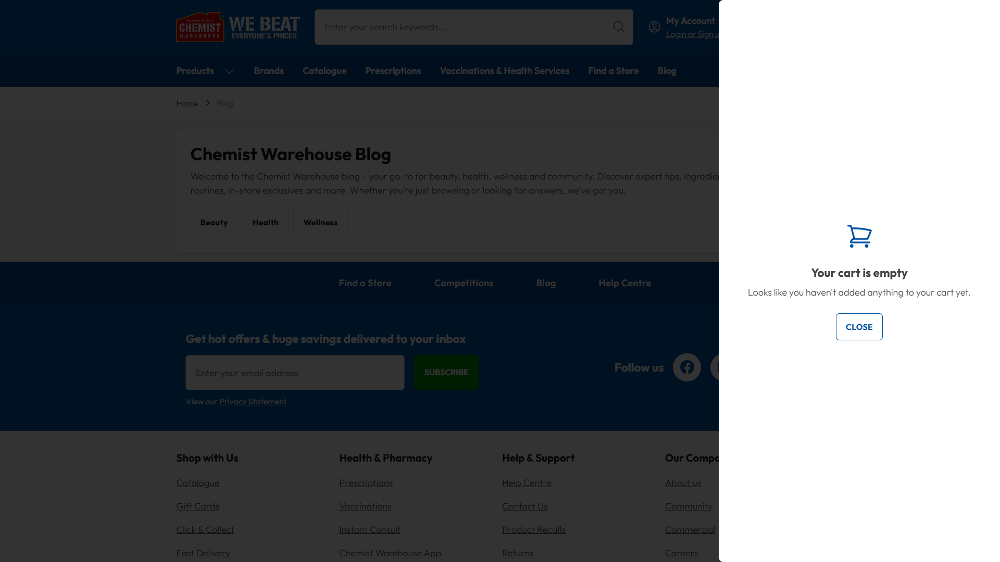 CHEMIST
WAREHOUSE
WE BEAT
EVERYONE'S PRICES
Enter your search keywords...
My Account
Login or Sign u
Products
Brands
Catalogue
Prescriptions
Vaccinations & Health Services
Find a Store
Blog
Home
Blog
Chemist Warehouse Blog
Welcome to the Chemist Warehouse blog – your go-to for beauty, health, wellness and community. Discover expert tips, ingredien
routines, in-store exclusives and more. Whether you're just browsing or looking for answers, we've got you.
Beauty
Health
Wellness
Your cart is empty
Looks like you haven't added anything to your cart yet.
CLOSE
Find a Store
Competitions
Blog
Help Centre
Get hot offers & huge savings delivered to your inbox
Enter your email address
SUBSCRIBE
View our Privacy Statement
Follow us
Shop with Us
Catalogue
Gift Cards
Click & Collect
Fast Delivery
Health & Pharmacy
Prescriptions
Vaccinations
Instant Consult
Chemist Warehouse App
Help & Support
Help Centre
Contact Us
Product Recalls
Returns
Our Compa
About us
Community
Commercial
Careers